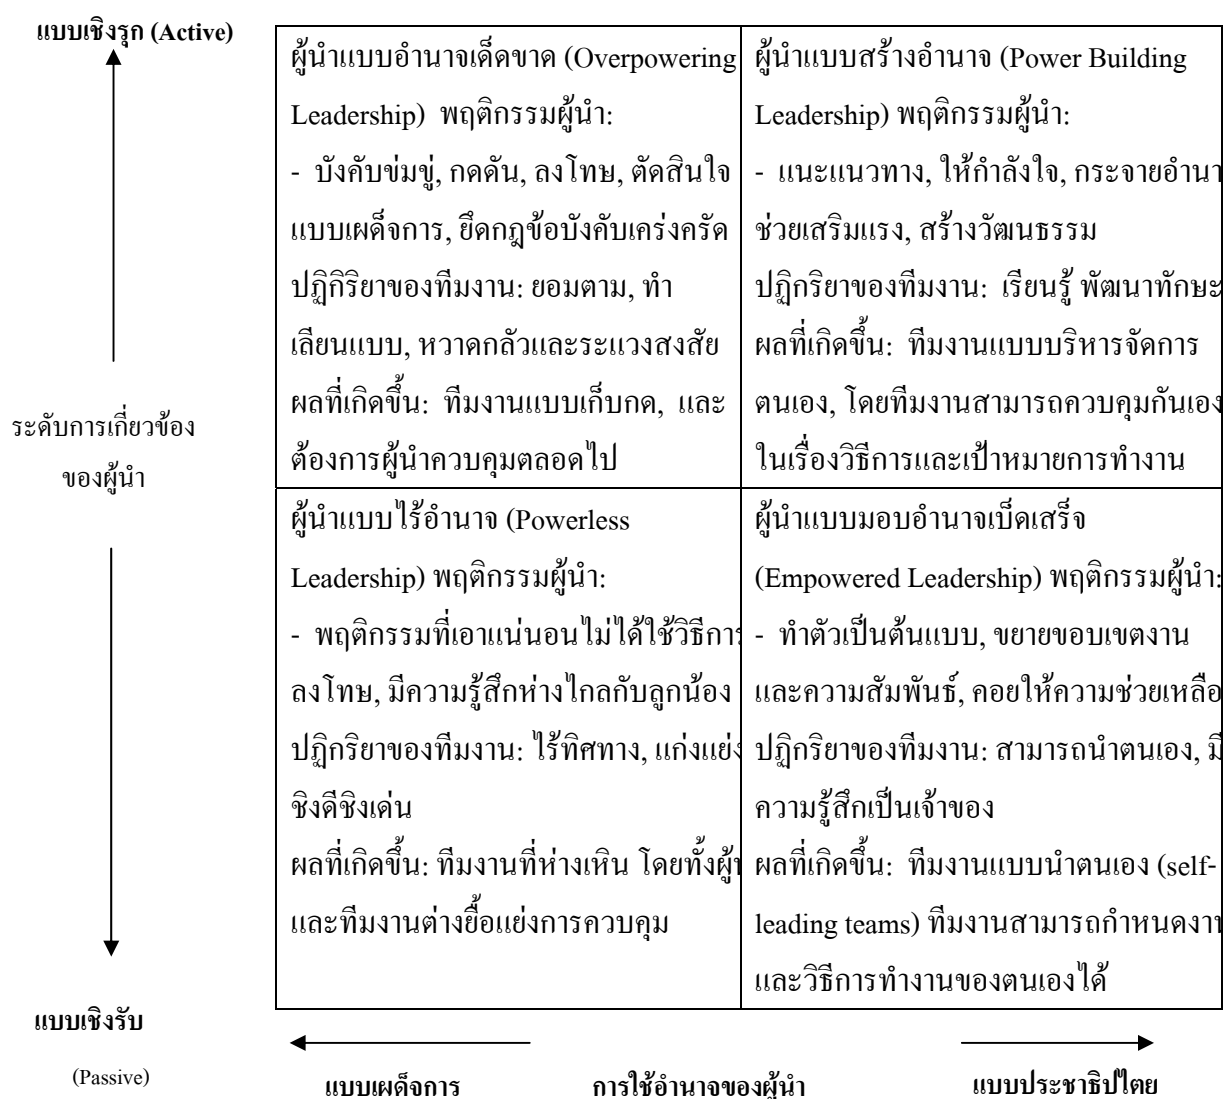 แบบเชิงรุก (Active)
ผู้นำแบบอำนาจเด็ดขาด (Overpowering
Leadership) พฤติกรรมผู้นำ:
- บังคับข่มขู่, กดดัน, ลงโทษ, ตัดสินใจ
แบบเผด็จการ, ยึดกฎข้อบังคับเคร่งครัด
ปฏิกิริยาของทีมงาน: ยอมตาม, ทำ
เลียนแบบ, หวาดกลัวและระแวงสงสัย
ผลที่เกิดขึ้น: ทีมงานแบบเก็บกด, และ
ต้องการผู้นำควบคุมตลอดไป
ผู้นำแบบสร้างอำนาจ (Power Building
Leadership) พฤติกรรมผู้นำ:
- แนะแนวทาง, ให้กำลังใจ, กระจายอำนา
ช่วยเสริมแรง, สร้างวัฒนธรรม
ปฏิกริยาของทีมงาน: เรียนรู้ พัฒนาทักษะ
ผลที่เกิดขึ้น: ทีมงานแบบบริหารจัดการ
ตนเอง, โดยทีมงานสามารถควบคุมกันเอง
ในเรื่องวิธีการและเป้าหมายการทำงาน
ระดับการเกี่ยวข้อง
ของผู้นำ
ผู้นำแบบไร้อำนาจ (Powerless
Leadership) พฤติกรรมผู้นำ:
- พฤติกรรมที่เอาแน่นอนไม่ได้ใช้วิธีการ
ลงโทษ, มีความรู้สึกห่างไกลกับลูกน้อง
ปฏิกริยาของทีมงาน: ไร้ทิศทาง, แก่งแย่ง
ชิงดีชิงเด่น
ผลที่เกิดขึ้น: ทีมงานที่ห่างเหิน โดยทั้ง
และทีมงานต่างยื้อแย่งการควบคุม
ผู้นำแบบมอบอำนาจเบ็ดเสร็จ
(Empowered Leadership) พฤติกรรมผู้นำ:
- ทำตัวเป็นต้นแบบ, ขยายขอบเขตงาน
และความสัมพันธ์, คอยให้ความช่วยเหลือ
ปฏิกริยาของทีมงาน: สามารถนำตนเอง, มี
ความรู้สึกเป็นเจ้าของ
ผลที่เกิดขึ้น: ทีมงานแบบนำตนเอง (self-
leading teams) ทีมงานสามารถกำหนดงาน
และวิธีการทำงานของตนเองได้
แบบเชิงรับ
(Passive)
แบบเผด็จการ การใช้อำนาจของผู้นำ แบบประชาธิปไตย